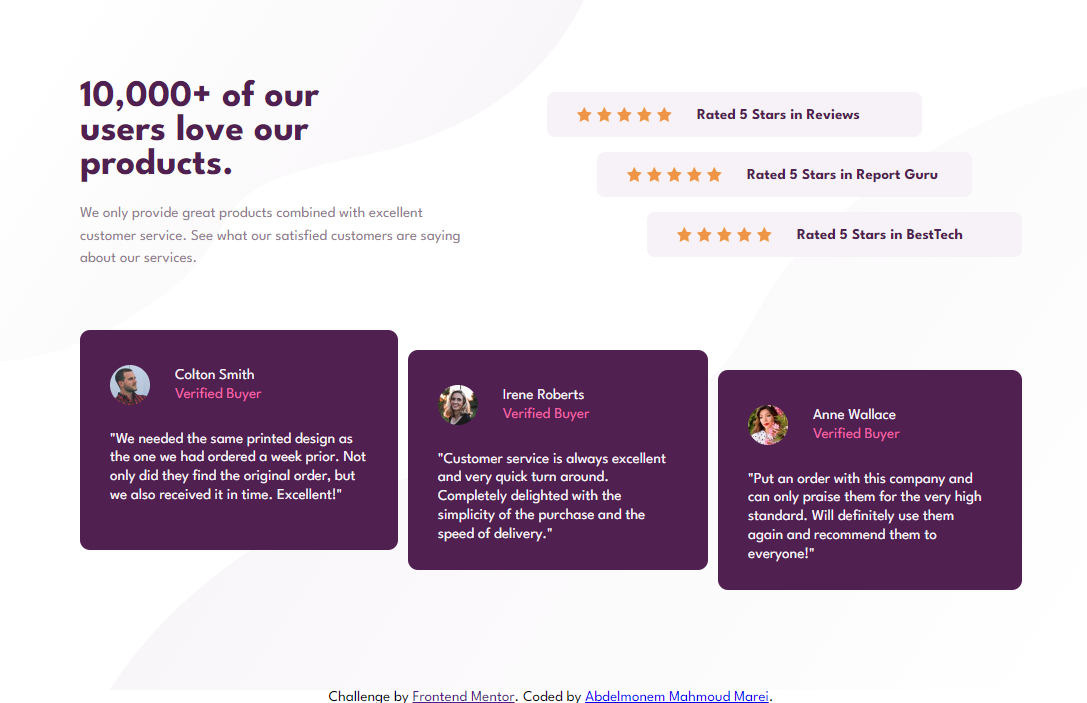 10,000+ of our
users love our
products.
We only provide great products combined with excellent
customer service. See what our satisfied customers are saying
about our services.
Rated 5 Stars in Reviews
Rated 5 Stars in Report Guru
Rated 5 Stars in BestTech
Colton Smith
Verified Buyer
"We needed the same printed design as
the one we had ordered a week prior. Not
only did they find the original order, but
we also received it in time. Excellent!"
Irene Roberts
Verified Buyer
"Customer service is always excellent
and very quick turn around.
Completely delighted with the
simplicity of the purchase and the
speed of delivery."
Anne Wallace
Verified Buyer
"Put an order with this company and
can only praise them for the very high
standard. Will definitely use them
again and recommend them to
everyone!"
Challenge by Frontend Mentor. Coded by Abdelmonem Mahmoud Marei.